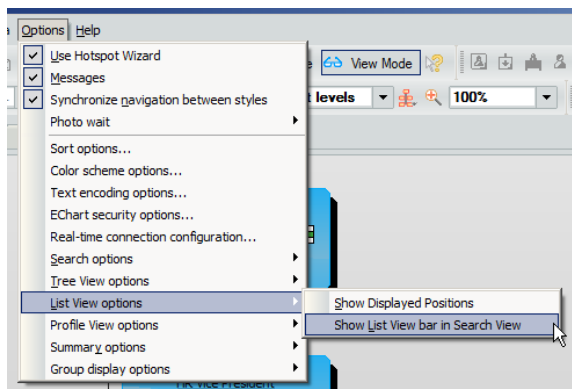 Options Help
Use Hotspot Wizard
Messages
Synchronize navigation between styles
Photo wait
Sort options...
Color scheme options...
Text encoding options...
EChart security options...
Real-time connection configuration...
Search options
Tree View options
List View options
Profile View options
Summary options
Group display options
View Mode
levels 100%
Show Displayed Positions
Show List View bar in Search View
HR Vice President